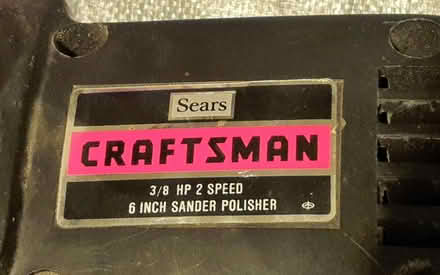 Sears
CRAFTSMAN
3/8 HP 2 SPEED
6 INCH SANDER POLISHER